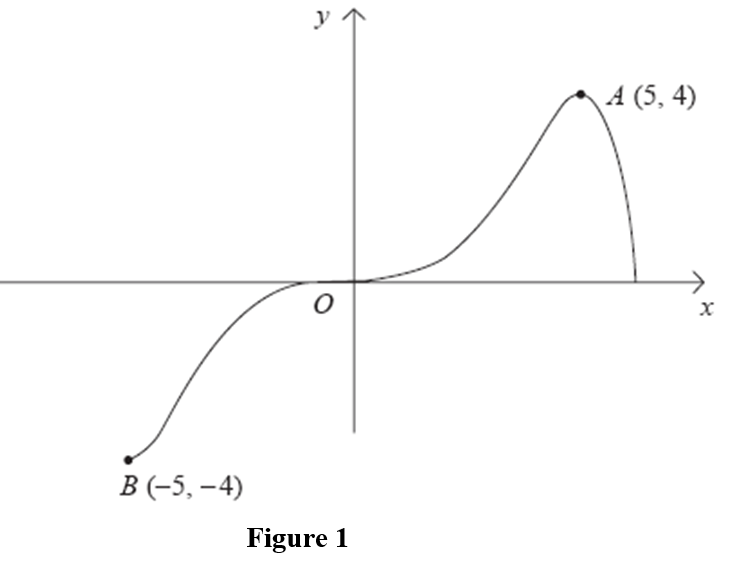 y
A (5, 4)
O
x
B (−5, −4)
Figure 1